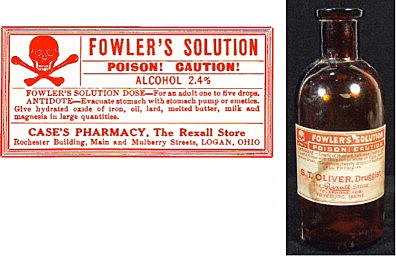 FOWLER'S SOLUTION
POISON! CAUTION!
ALCOHOL 2.4%
FOWLER'S SOLUTION DOSE—For an adult one to five drops.
ANTIDOTE—Evacuate stomach with stomach pump or emetics.
Give hydrated oxide of iron, oil, lard, melted butter, milk and
magnesia in large quantities.
CASE'S PHARMACY, The Rexall Store
Rochester Building, Main and Mulberry Streets, LOGAN, OHIO
FOWLER'S SOLUTION
POISON! CAUTION!
S.T. OLIVER, Druggist
The Rexall Store
FRYEBURG, MAINE